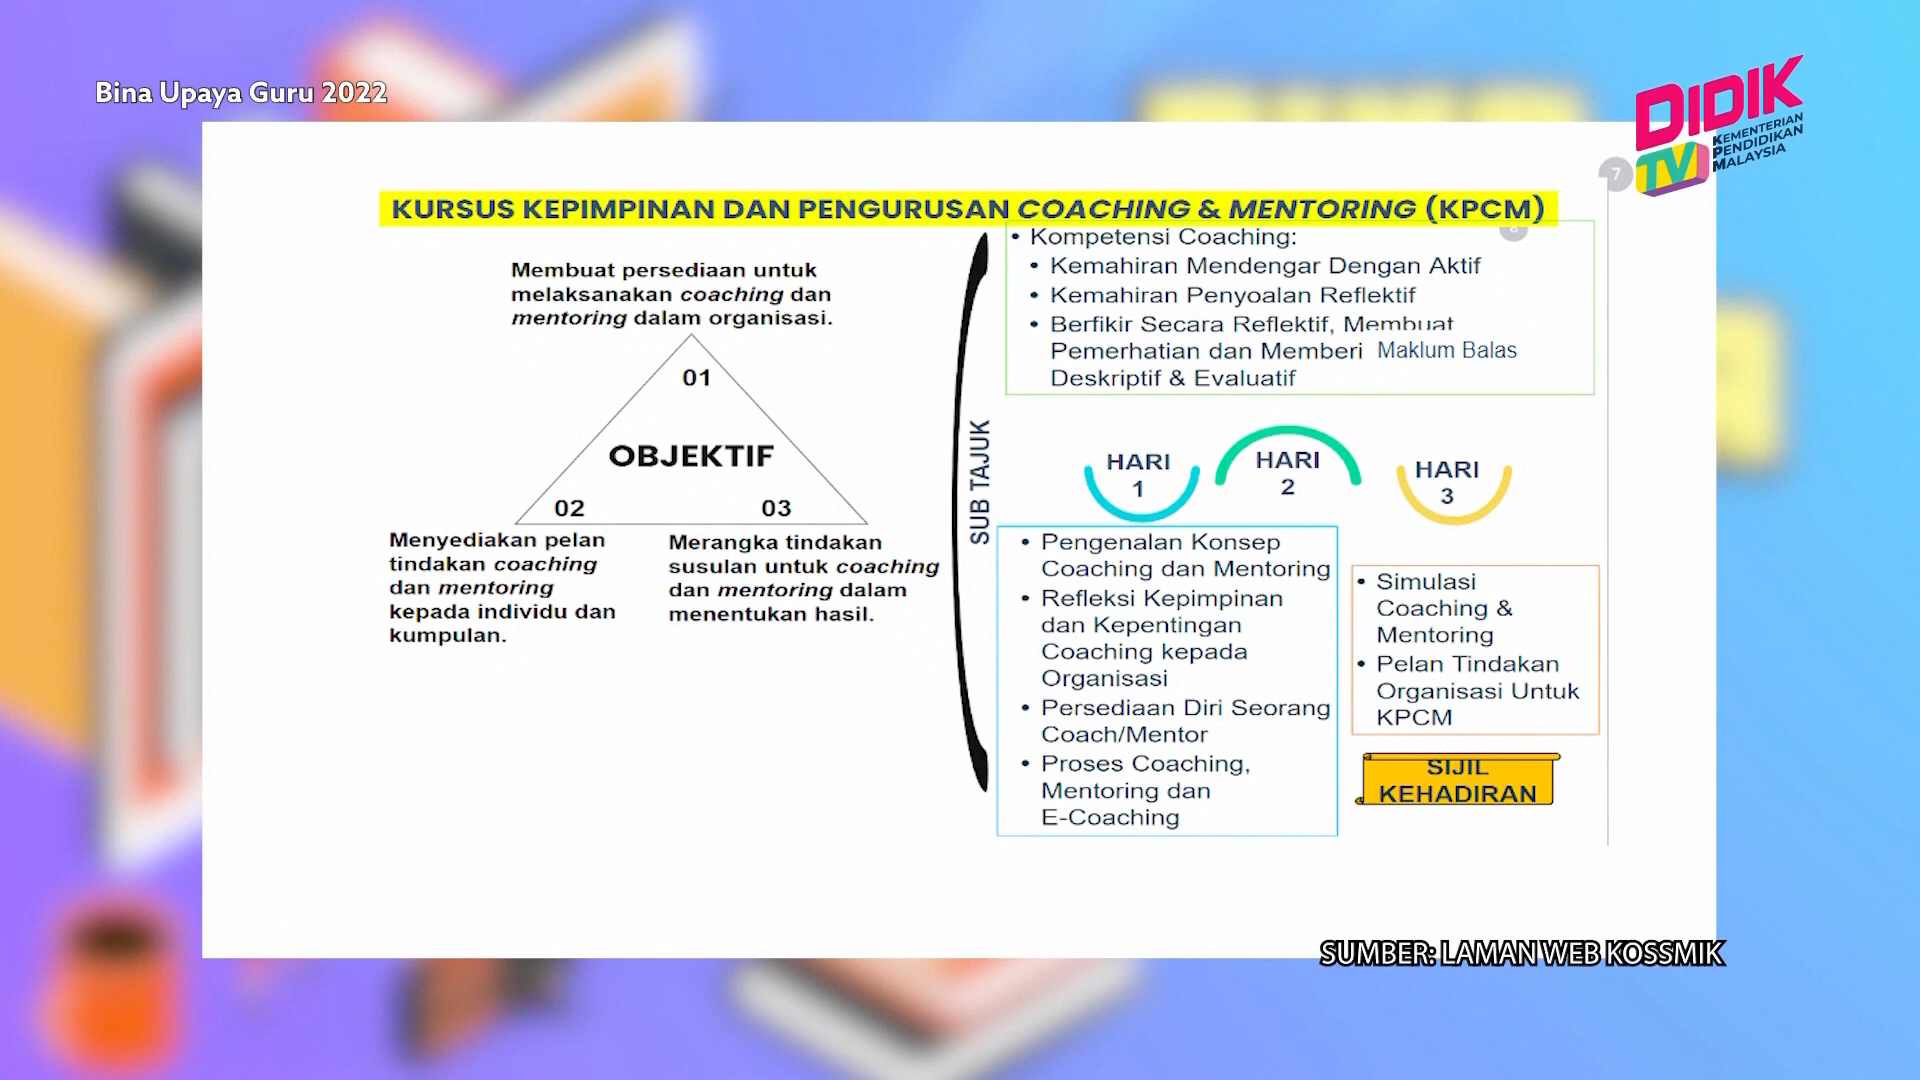 Bina Upaya Guru 2022
DIDIK
TV
KEMENTERIAN
PENDIDIKAN
MALAYSIA
7
KURSUS KEPIMPINAN DAN PENGURUSAN COACHING & MENTORING (KPCM)
Membuat persediaan untuk
melaksanakan coaching dan
mentoring dalam organisasi.
01
OBJEKTIF
02
03
Menyediakan pelan
tindakan coaching
dan mentoring
kepada individu dan
kumpulan.
Merangka tindakan
susulan untuk coaching
dan mentoring dalam
menentukan hasil.
SUB TAJUK
• Kompetensi Coaching:
• Kemahiran Mendengar Dengan Aktif
• Kemahiran Penyoalan Reflektif
• Berfikir Secara Reflektif, Membuat
Pemerhatian dan Memberi Maklum Balas
Deskriptif & Evaluatif
HARI
1
HARI
2
HARI
3
• Pengenalan Konsep
Coaching dan Mentoring
• Refleksi Kepimpinan
dan Kepentingan
Coaching kepada
Organisasi
• Persediaan Diri Seorang
Coach/Mentor
• Proses Coaching,
Mentoring dan
E-Coaching
• Simulasi
Coaching &
Mentoring
• Pelan Tindakan
Organisasi Untuk
KPCM
SIJIL
KEHADIRAN
SUMBER: LAMAN WEB KOSSMIK